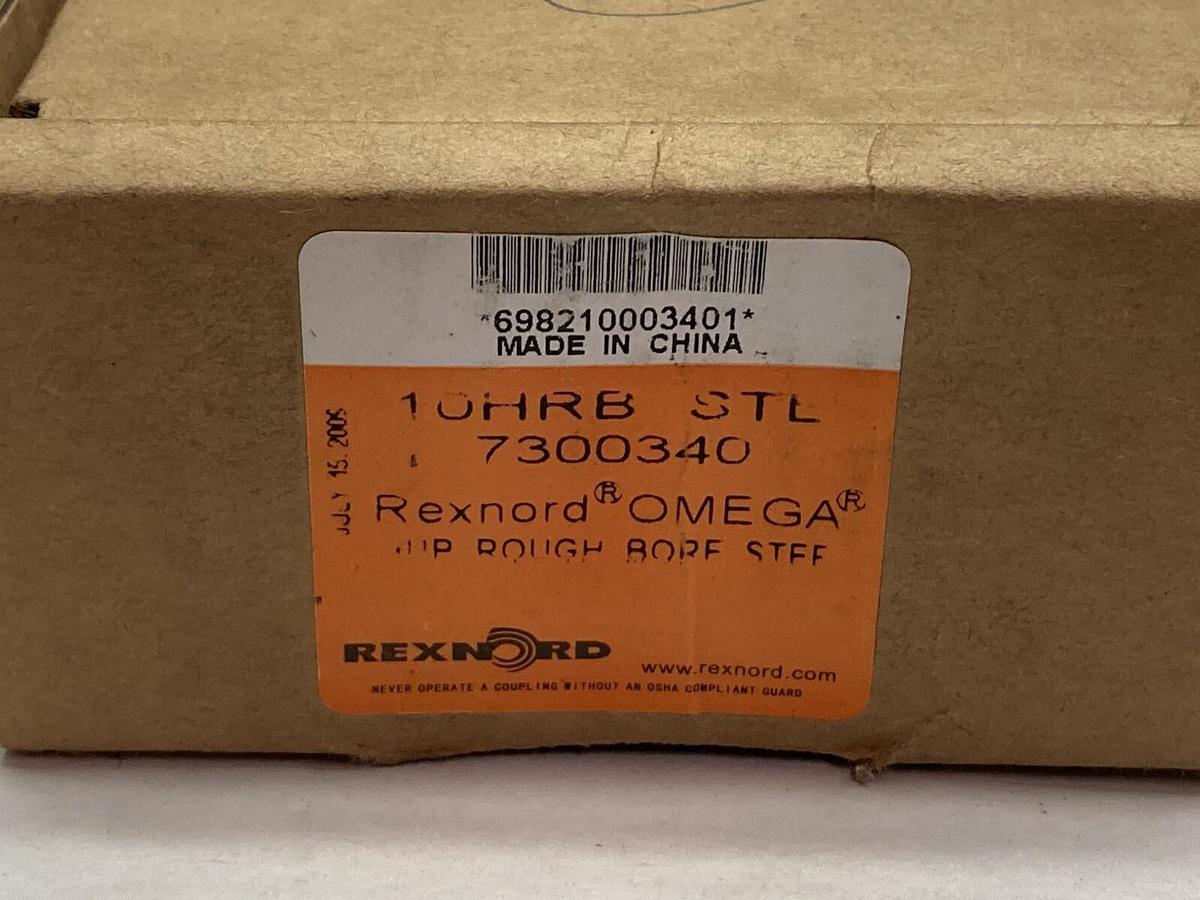 *698210003401*
MADE IN CHINA
10HRB STL
7300340
JULY 15, 
Rexnord® OMEGA®
ROUGH BORE
REXNORD
www.rexnord.com
NEVER OPERATE A COUPLING WITHOUT AN OSHA COMPLIANT GUARD